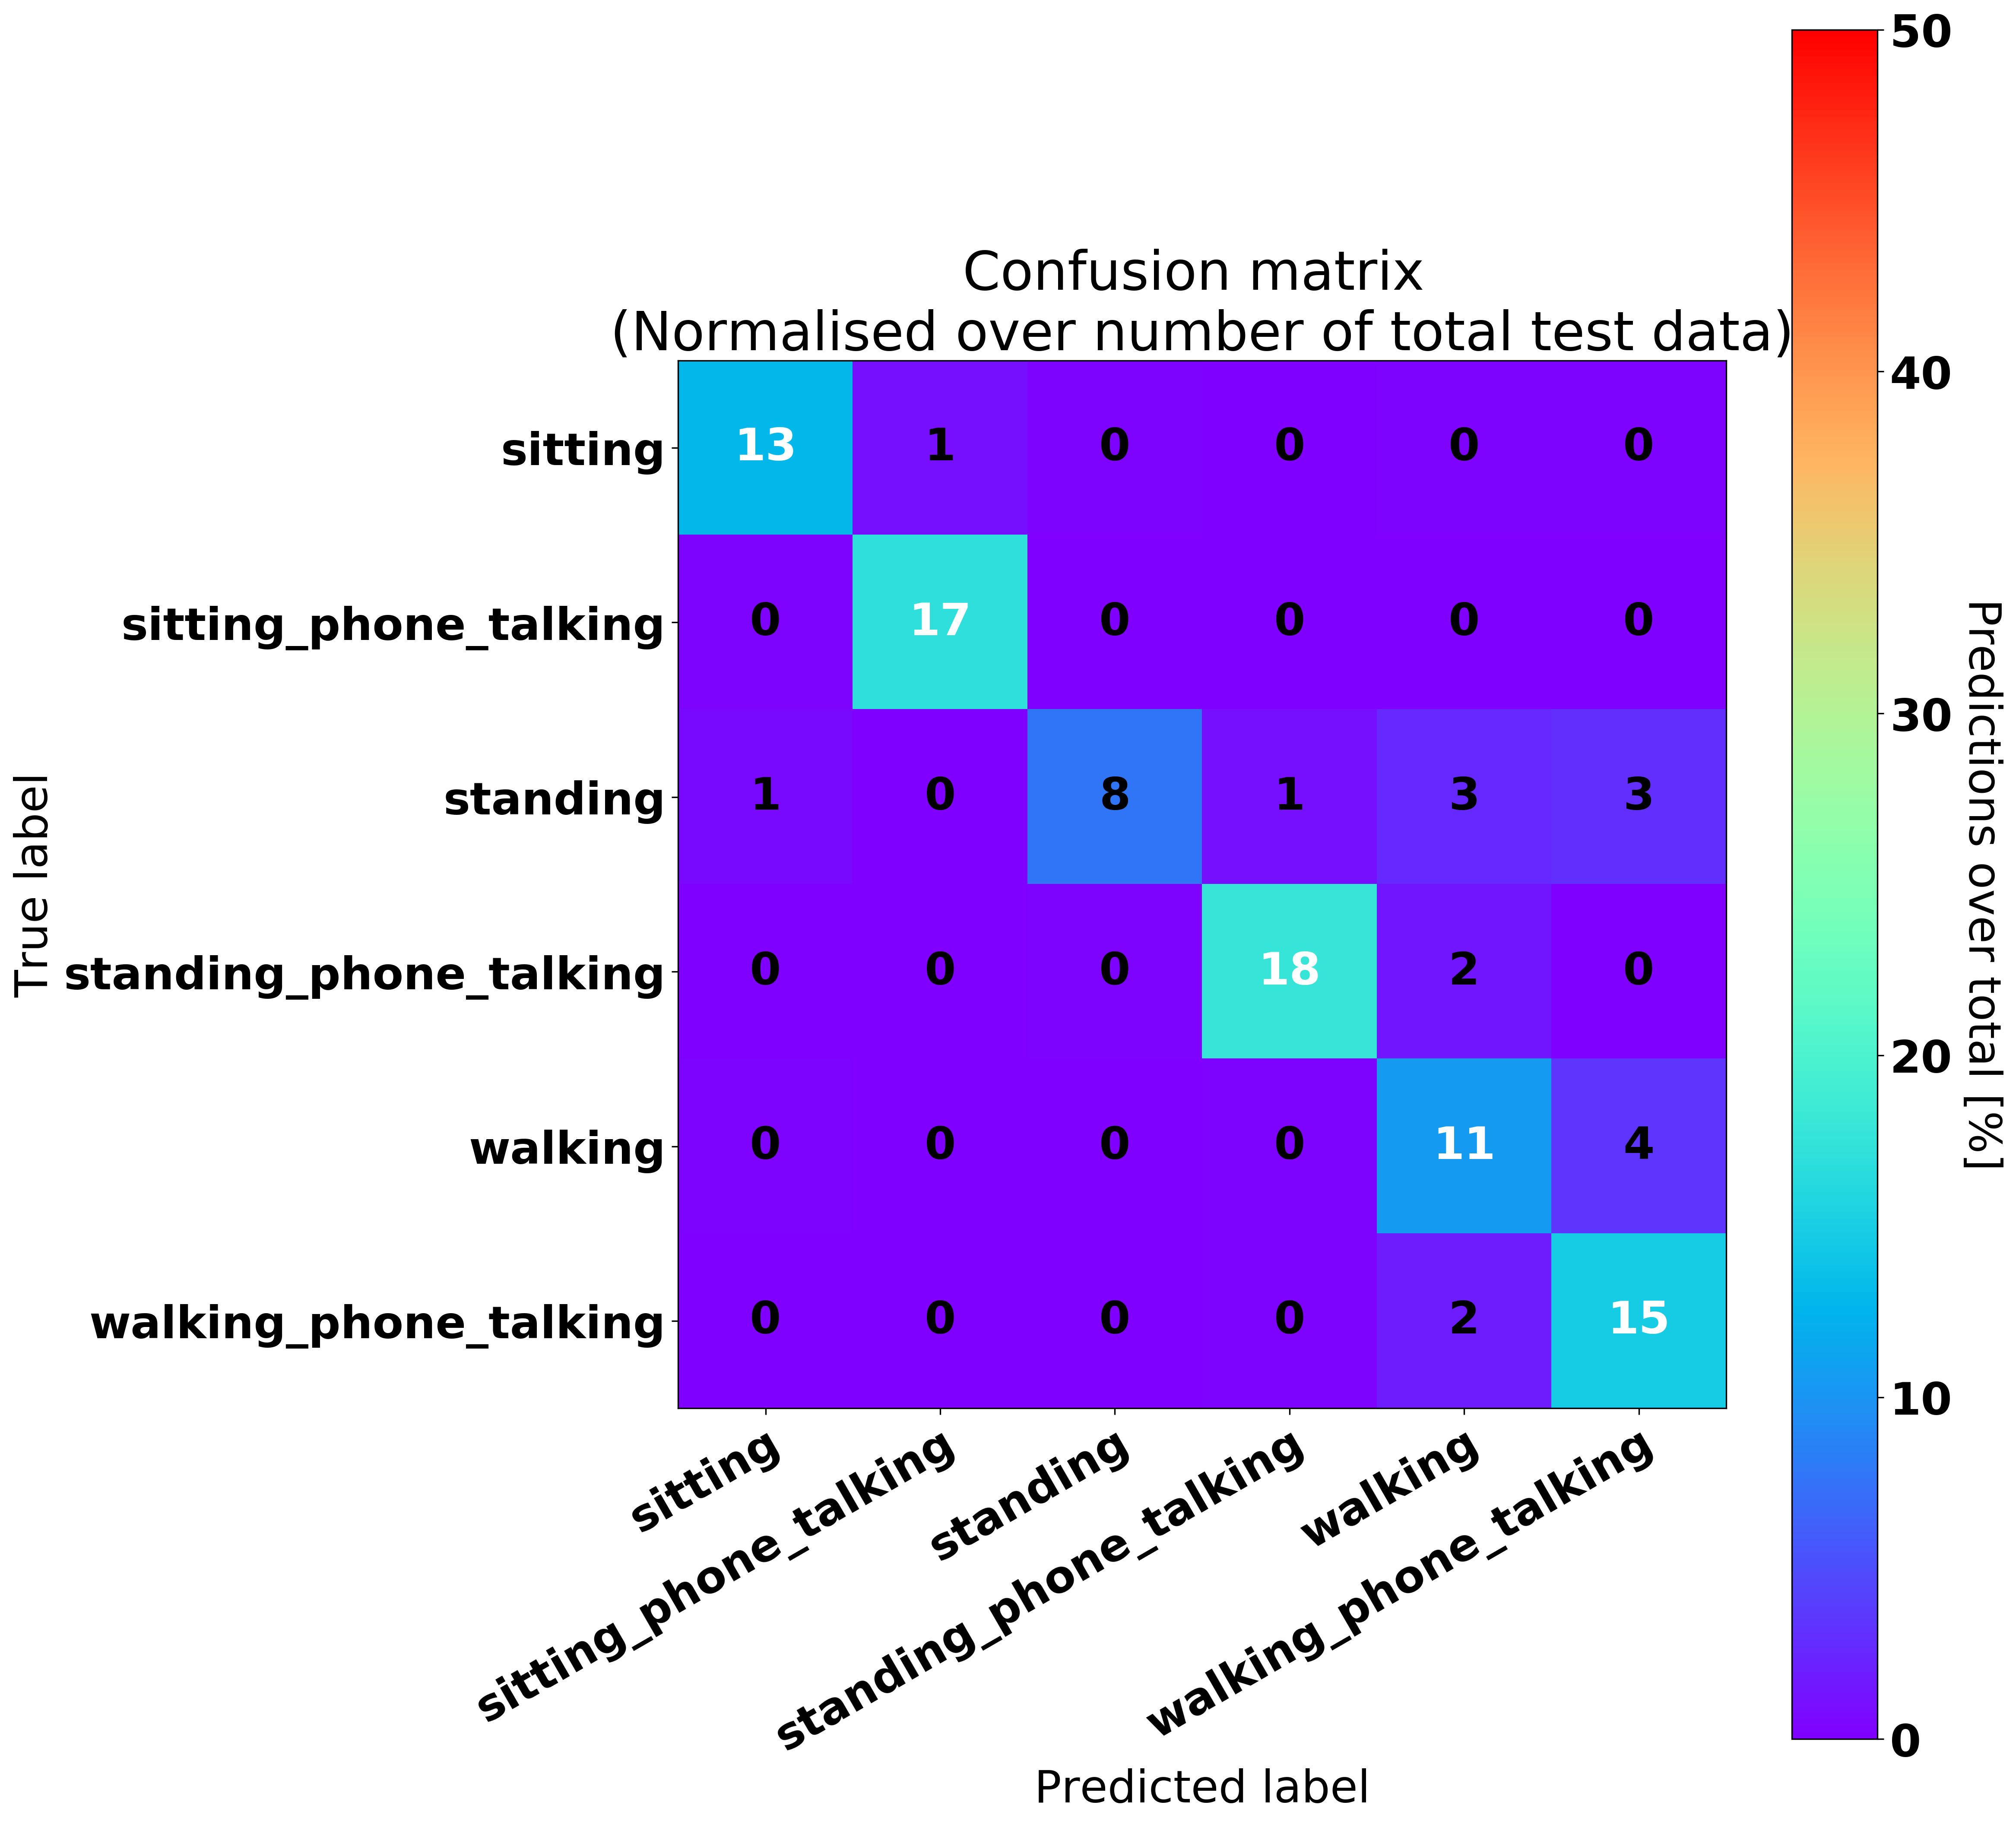 Confusion matrix
(Normalised over number of total test data)
True label
sitting 13 1 0 0 0 0
sitting_phone_talking 0 17 0 0 0 0
standing 1 0 8 1 3 3
standing_phone_talking 0 0 0 18 2 0
walking 0 0 0 0 11 4
walking_phone_talking 0 0 0 0 2 15
sitting
sitting_phone_talking
standing
standing_phone_talking
walking
walking_phone_talking
Predicted label
50
40
30
20
10
0
Predictions over total [%]